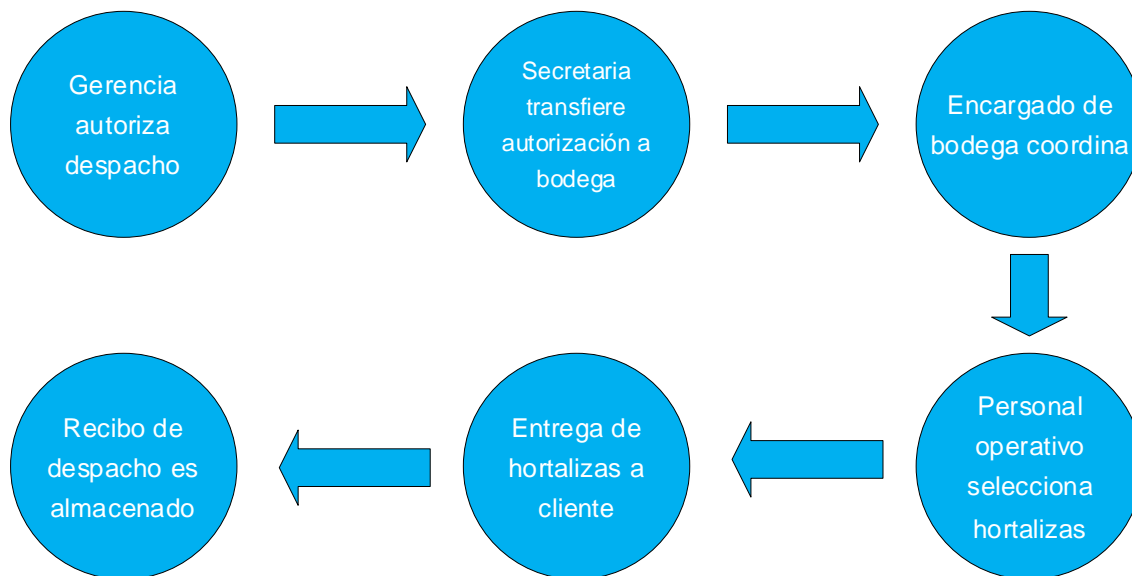 Gerencia
autoriza
despacho
Secretaria
transfiere
autorización a
bodega
Encargado de
bodega coordina
Personal
operativo
selecciona
hortalizas
Entrega de
hortalizas a
cliente
Recibo de
despacho es
almacenado